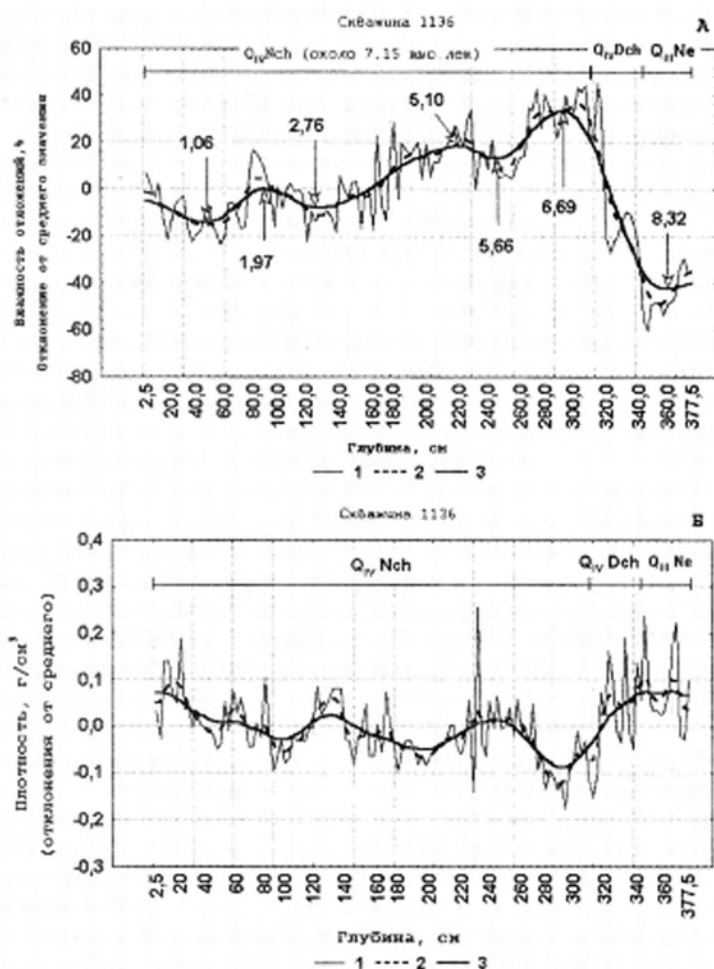 Скважина 1136
А
Q_IV Nch (около 7.15 тыс.лет)
Q_IV Dch
Q_III Ne
Влажность отложений, %
Отклонение от среднего значения
60
40
20
0
-20
-40
-60
-80
1,06
2,76
5,10
1,97
5,66
6,69
8,32
2,5 20,0 40,0 60,0 80,0 100,0 120,0 140,0 160,0 180,0 200,0 220,0 240,0 260,0 280,0 300,0 320,0 340,0 360,0 377,5
Глубина, см
1 2 3
Скважина 1136
Б
Q_IV Nch
Q_IV Dch
Q_III Ne
Плотность, г/см³
(отклонения от среднего)
0,4
0,3
0,2
0,1
0,0
-0,1
-0,2
-0,3
2,5 20 40 60 80 100 120 140 160 180 200 220 240 260 280 300 320 340 360 377,5
Глубина, см
1 2 3